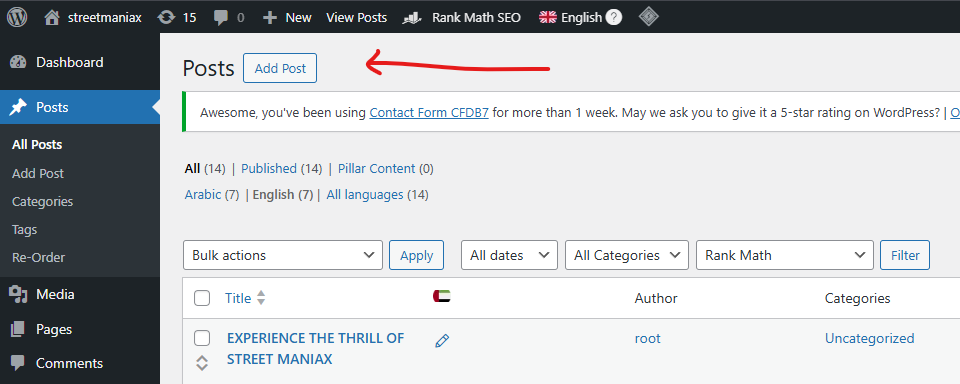 streetmaniax 15 0 + New View Posts Rank Math SEO English ?
Dashboard
Posts Add Post
Posts
Awesome, you've been using Contact Form CFDB7 for more than 1 week. May we ask you to give it a 5-star rating on WordPress? |
All Posts
All (14) | Published (14) | Pillar Content (0)
Add Post
Arabic (7) | English (7) | All languages (14)
Categories
Tags
Re-Order
Bulk actions Apply All dates All Categories Rank Math Filter
Media
Title Author Categories
Pages
EXPERIENCE THE THRILL OF root Uncategorized
STREET MANIAX
Comments